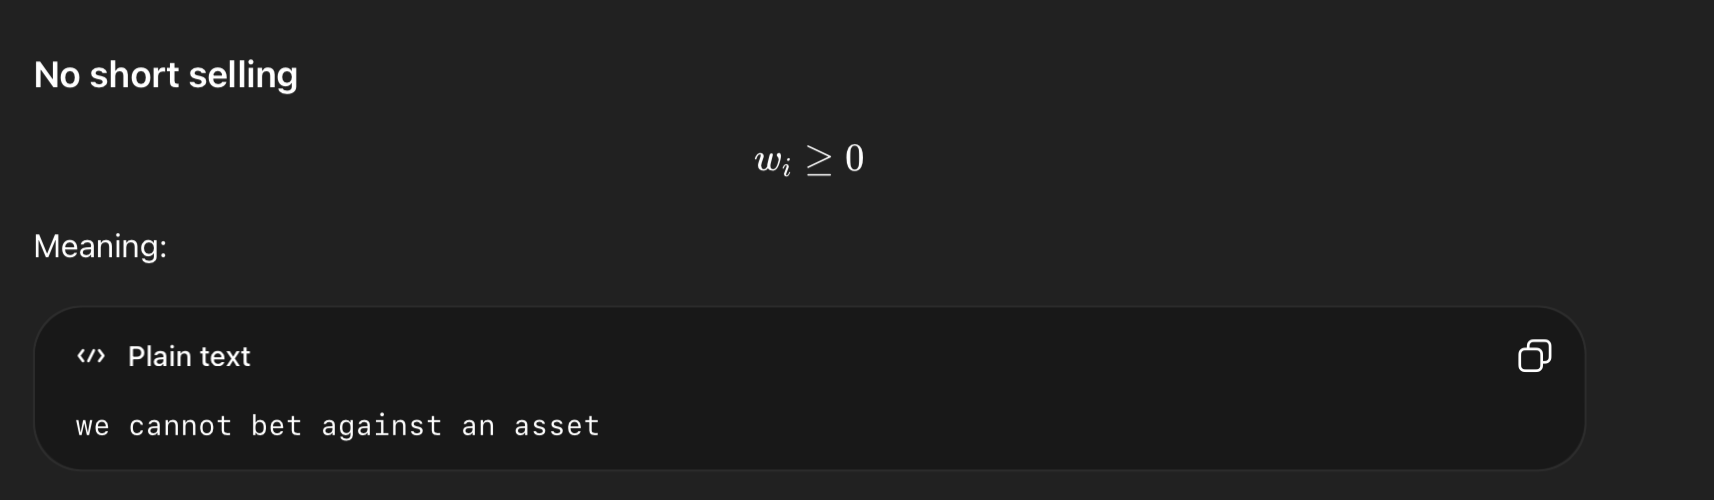 No short selling
wᵢ ≥ 0
Meaning:
Plain text
we cannot bet against an asset